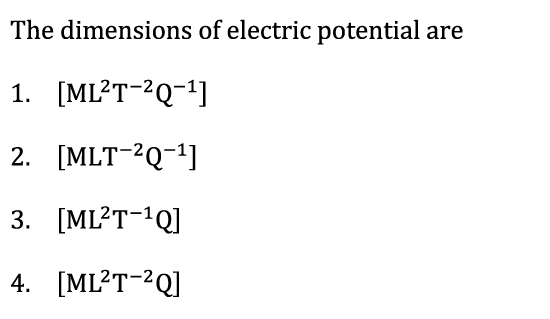 The dimensions of electric potential are
1. [ML²T⁻²Q⁻¹]
2. [MLT⁻²Q⁻¹]
3. [ML²T⁻¹Q]
4. [ML²T⁻²Q]